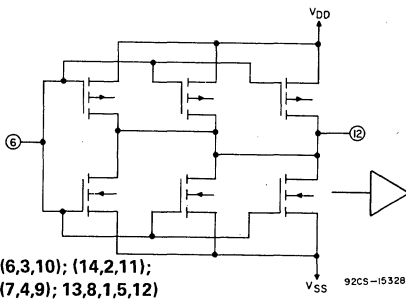 VDD
6
12
(6,3,10); (14,2,11);
(7,4,9); 13,8,1,5,12)
VSS
92CS-15328